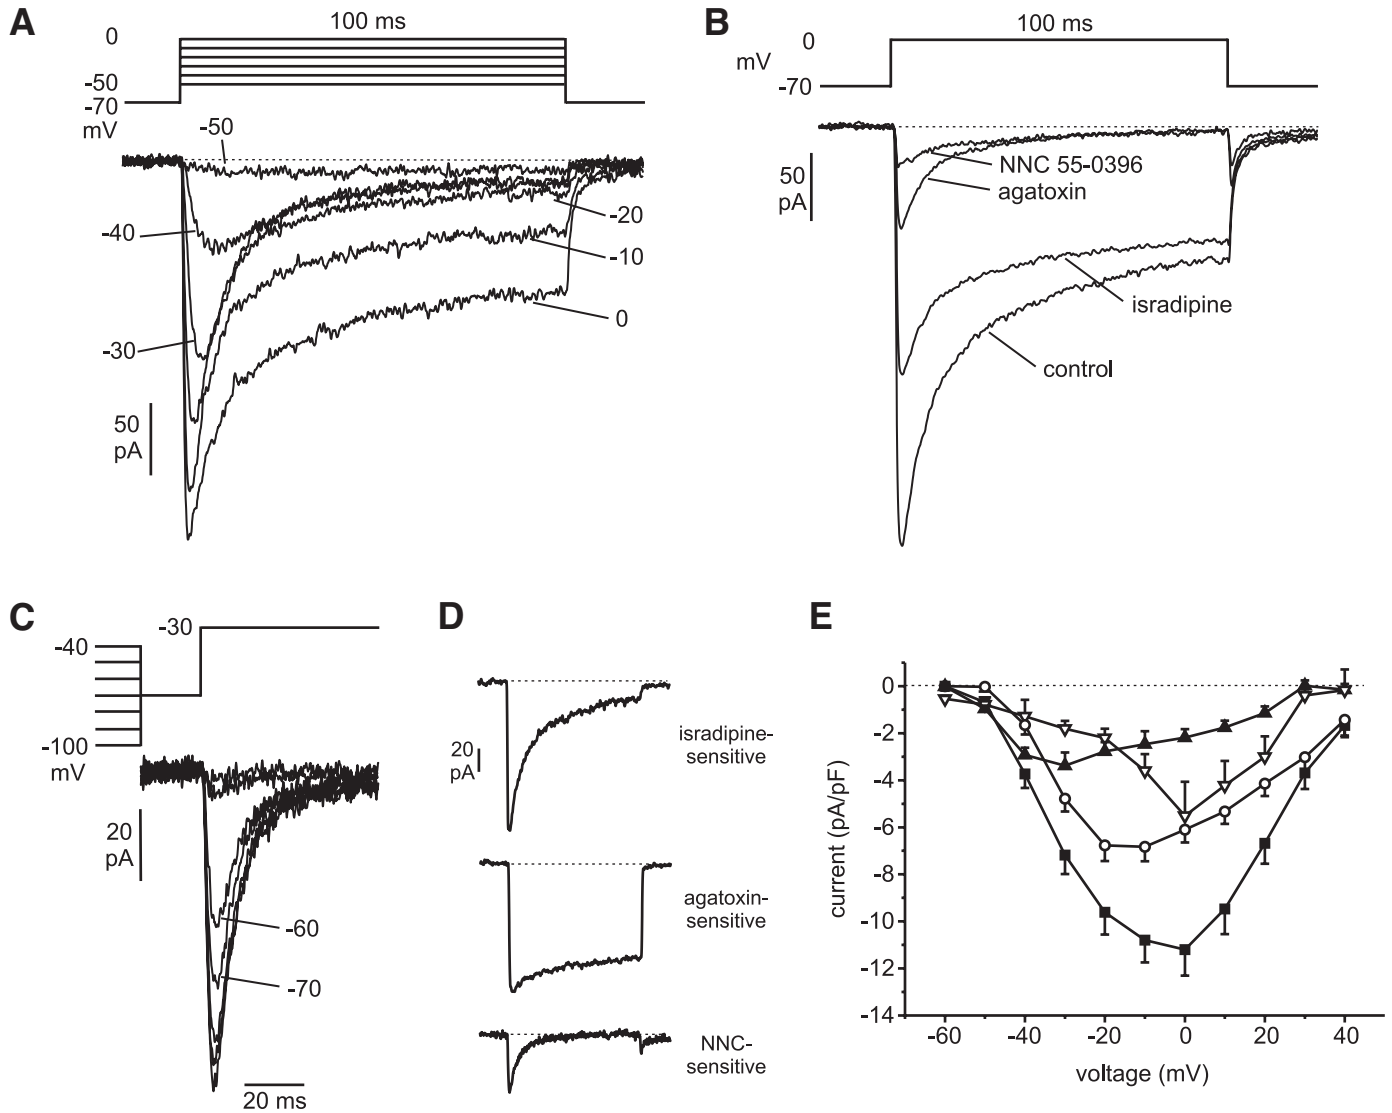 A
100 ms
0
-50
-70
mV
-50
-40
-30
-20
-10
0
50
pA
B
100 ms
0
mV
-70
50
pA
NNC 55-0396
agatoxin
isradipine
control
C
-30
-40
-100
mV
20
pA
-60
-70
20 ms
D
20
pA
isradipine-
sensitive
agatoxin-
sensitive
NNC-
sensitive
E
0
-2
-4
-6
-8
-10
-12
-14
current (pA/pF)
-60
-40
-20
0
20
40
voltage (mV)